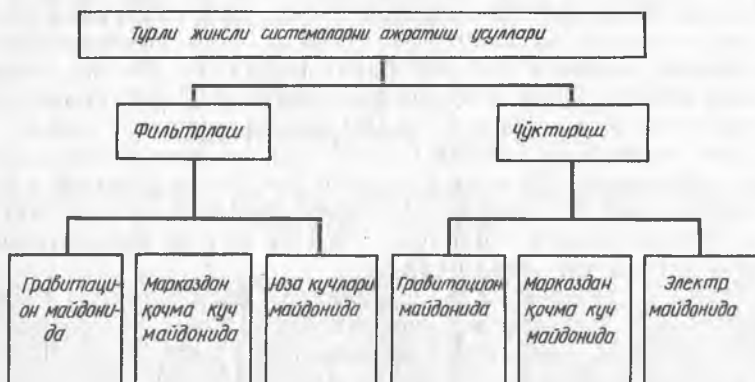 Турли жинсли системаларни ажратиш усуллари
Фильтрлаш
Чўктириш
Гравитаци-
он майдони-
да
Марказдан
қочма куч
майдонида
Юза кучлари
майдонида
Гравитацион
майдонида
Марказдан
қочма куч
майдонида
Электр
майдонида